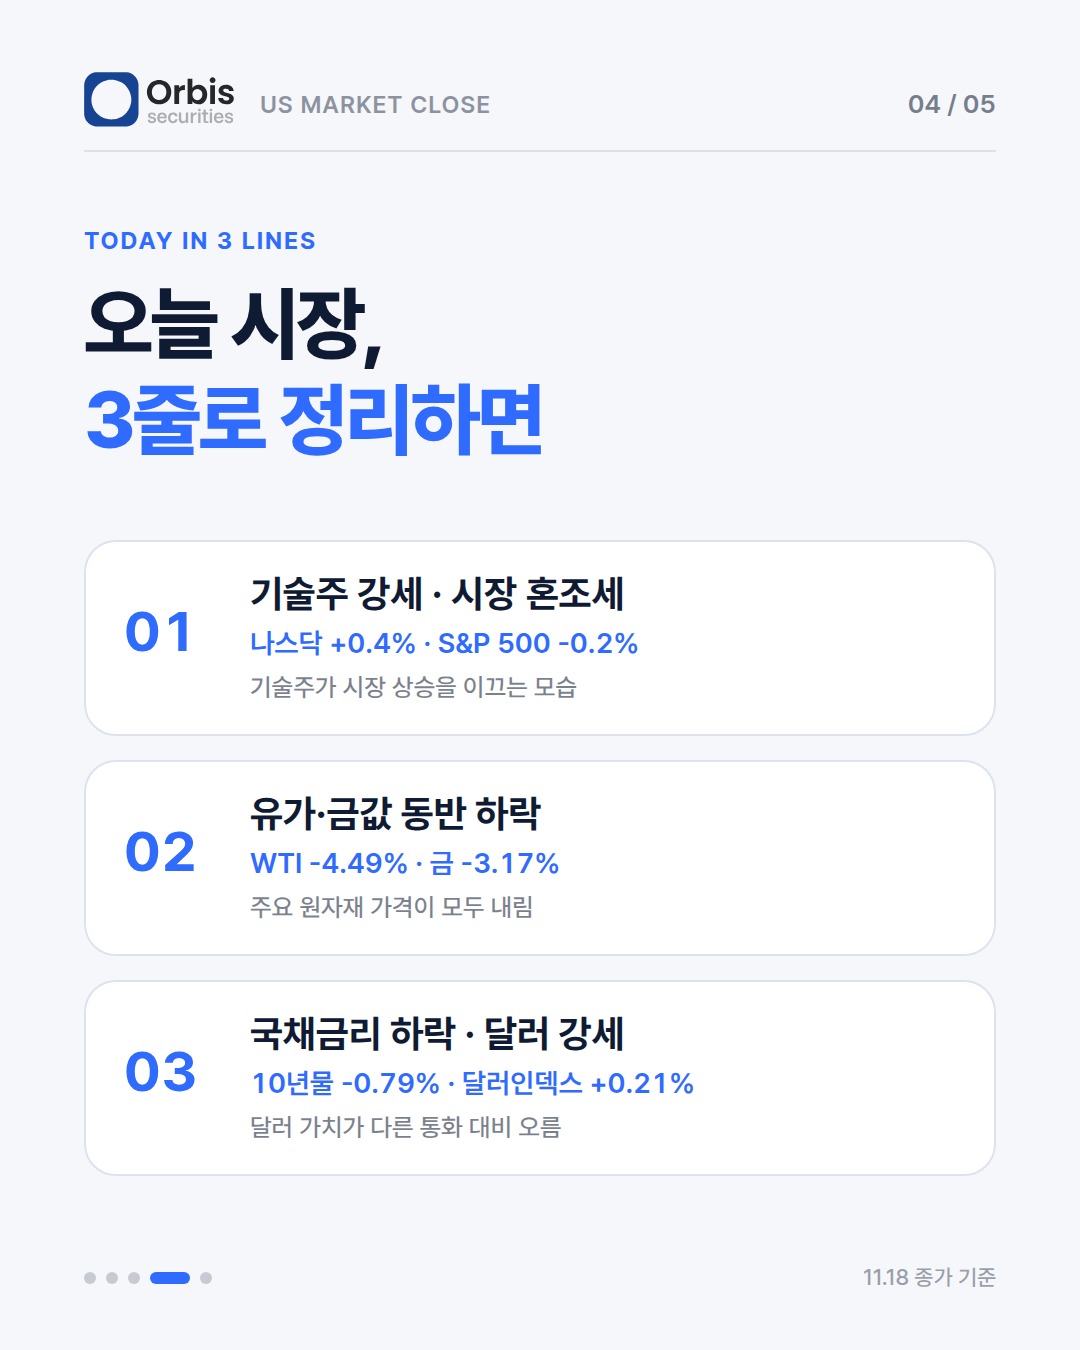 Orbis
securities
US MARKET CLOSE
04 / 05
TODAY IN 3 LINES
오늘 시장,
3줄로 정리하면
01
기술주 강세 · 시장 혼조세
나스닥 +0.4% · S&P 500 -0.2%
기술주가 시장 상승을 이끄는 모습
02
유가·금값 동반 하락
WTI -4.49% · 금 -3.17%
주요 원자재 가격이 모두 내림
03
국채금리 하락 · 달러 강세
10년물 -0.79% · 달러인덱스 +0.21%
달러 가치가 다른 통화 대비 오름
11.18 종가 기준